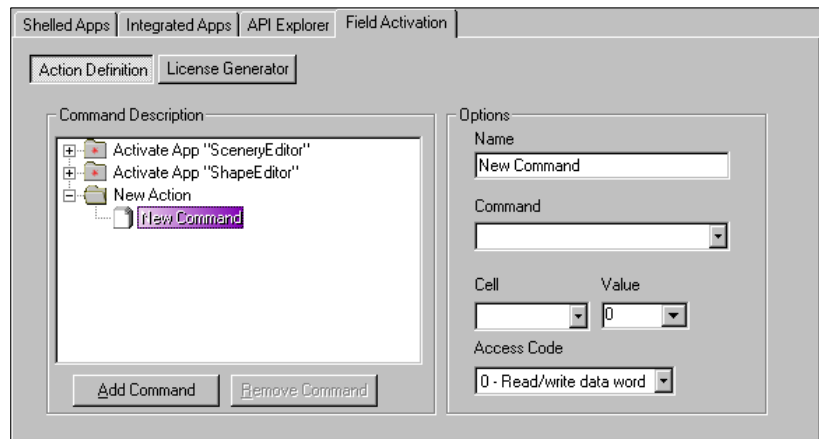 Shelled Apps Integrated Apps API Explorer Field Activation
Action Definition License Generator
Command Description
Activate App "SceneryEditor"
Activate App "ShapeEditor"
New Action
New Command
Add Command Remove Command
Options
Name
New Command
Command
Cell Value
0
Access Code
0 - Read/write data word